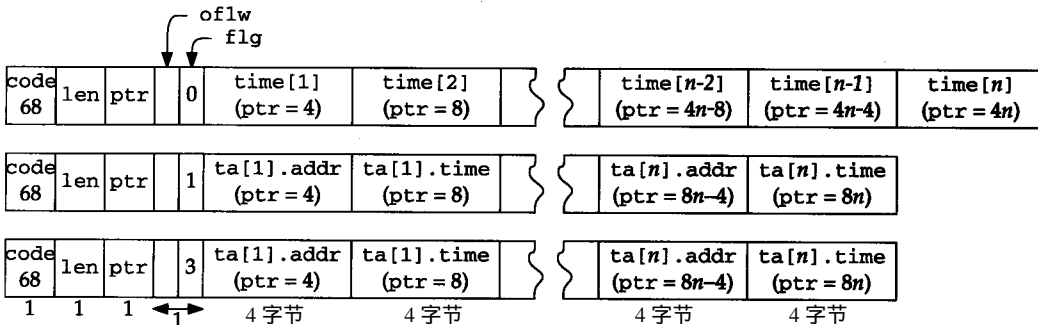 oflw
flg
code 68 len ptr 0 time[1] (ptr = 4) time[2] (ptr = 8) time[n-2] (ptr = 4n-8) time[n-1] (ptr = 4n-4) time[n] (ptr = 4n)
code 68 len ptr 1 ta[1].addr (ptr = 4) ta[1].time (ptr = 8) ta[n].addr (ptr = 8n–4) ta[n].time (ptr = 8n)
code 68 len ptr 3 ta[1].addr (ptr = 4) ta[1].time (ptr = 8) ta[n].addr (ptr = 8n–4) ta[n].time (ptr = 8n)
1 1 1 1 4 字节 4 字节 4 字节 4 字节